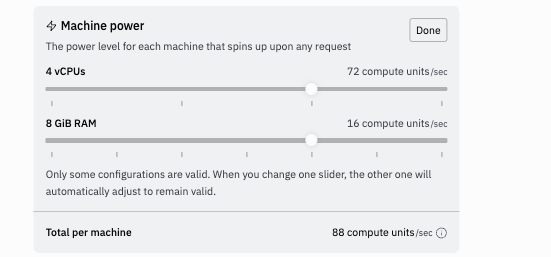 Machine power
Done
The power level for each machine that spins up upon any request
4 vCPUs
72 compute units/sec
8 GiB RAM
16 compute units/sec
Only some configurations are valid. When you change one slider, the other one will
automatically adjust to remain valid.
Total per machine
88 compute units/sec